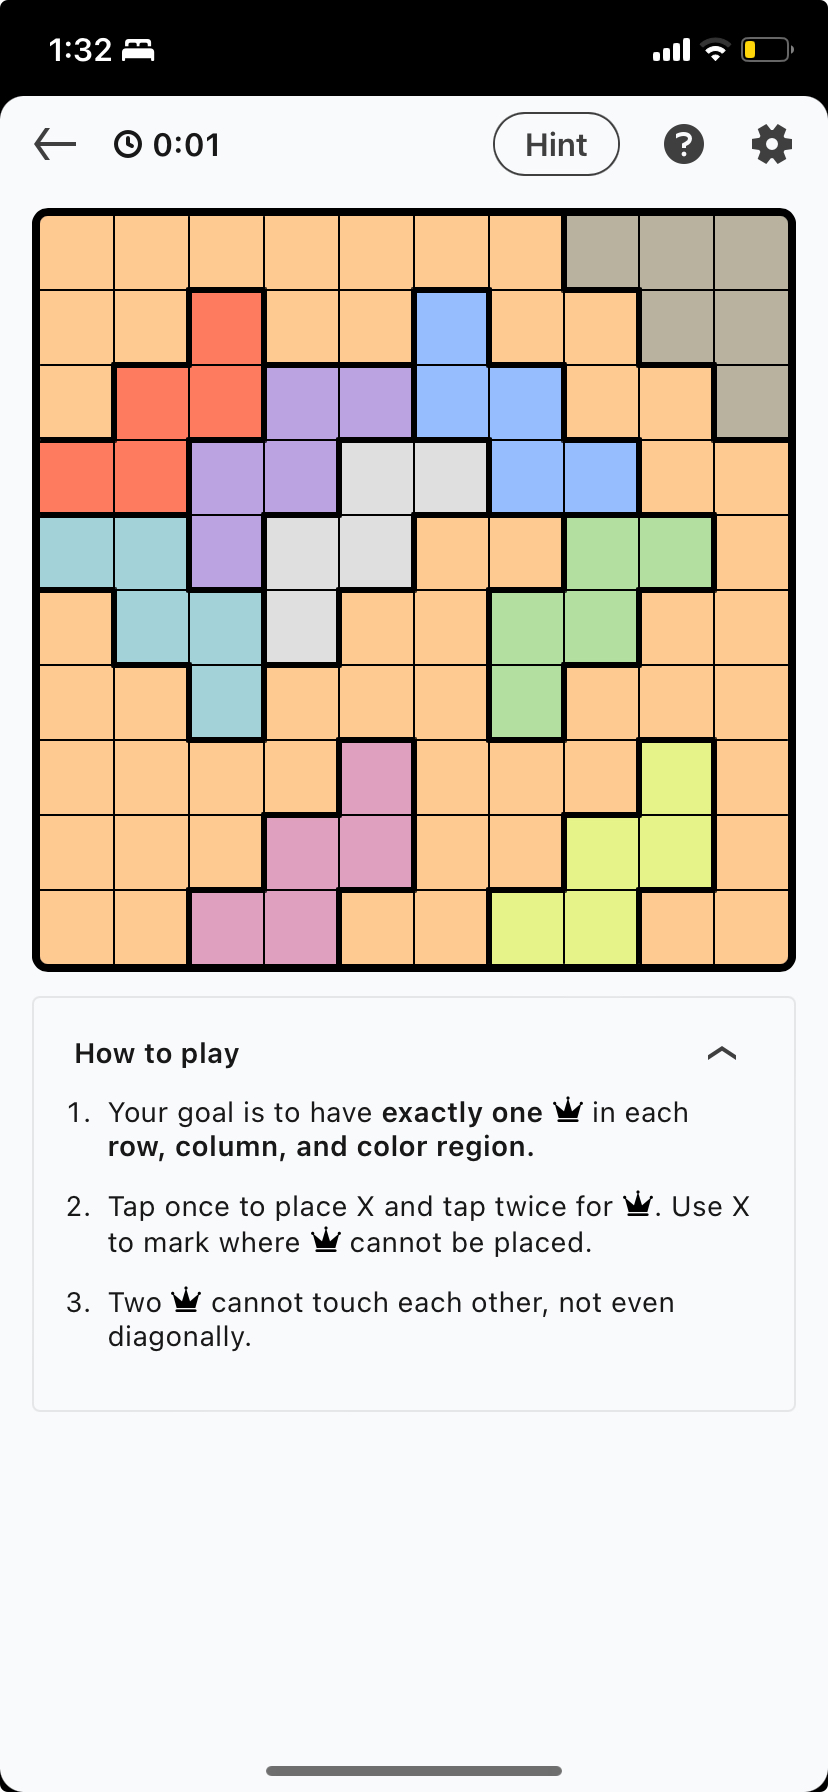 1:32
0:01
Hint
?
How to play
1. Your goal is to have exactly one in each
row, column, and color region.
2. Tap once to place X and tap twice for . Use X
to mark where cannot be placed.
3. Two cannot touch each other, not even
diagonally.